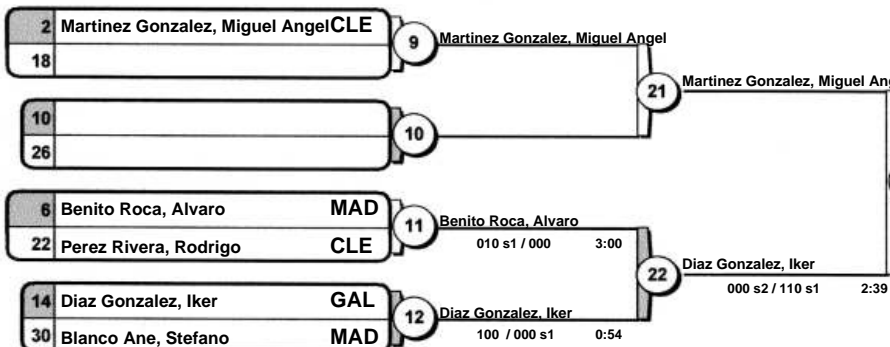 2 Martinez Gonzalez, Miguel Angel CLE
18
9 Martinez Gonzalez, Miguel Angel
21 Martinez Gonzalez, Miguel
10
26
10
6 Benito Roca, Alvaro MAD
22 Perez Rivera, Rodrigo CLE
11 Benito Roca, Alvaro
010 s1 / 000 3:00
22 Diaz Gonzalez, Iker
000 s2 / 110 s1 2:39
14 Diaz Gonzalez, Iker GAL
30 Blanco Ane, Stefano MAD
12 Diaz Gonzalez, Iker
100 / 000 s1 0:54